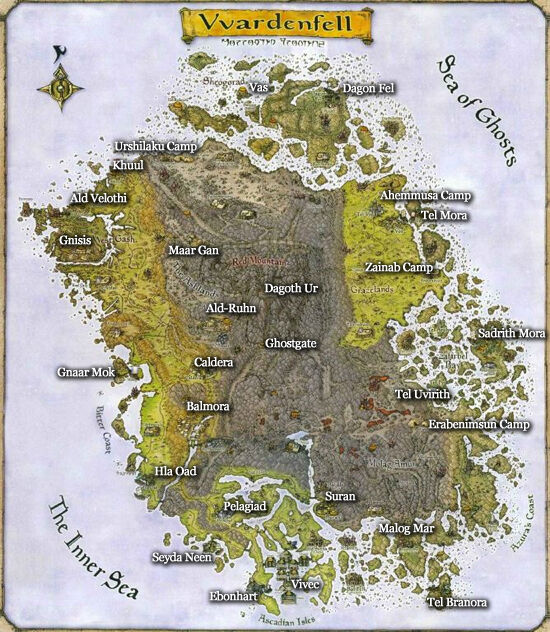 Vvardenfell
Sea of Ghosts
Sheogorad
Vas
Dagon Fel
Urshilaku Camp
Khuul
Ald Velothi
Ahemmusa Camp
Tel Mora
Gnisis
West Gash
Maar Gan
Red Mountain
Zainab Camp
Dagoth Ur
Grazelands
Ald-Ruhn
Sadrith Mora
Ghostgate
Caldera
Gnaar Mok
Tel Uvirith
Balmora
Bitter Coast
Erabenimsun Camp
Molag Amur
Hla Oad
Suran
Pelagiad
Azura's Coast
Malog Mar
The Inner Sea
Seyda Neen
Vivec
Ebonhart
Tel Branora
Ascadian Isles